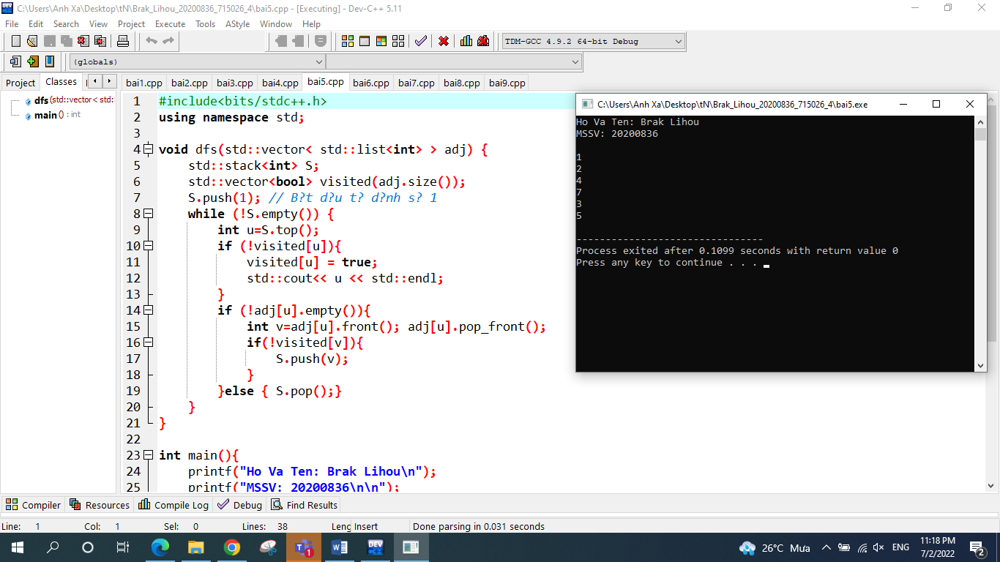 C:\Users\Anh Xa\Desktop\tN\Brak_Lihou_20200836_715026_4\bai5.cpp - [Executing] - Dev-C++ 5.11
File Edit Search View Project Execute Tools AStyle Window Help
TDM-GCC 4.9.2 64-bit Debug
(globals)
Project Classes
bai1.cpp bai2.cpp bai3.cpp bai4.cpp bai5.cpp bai6.cpp bai7.cpp bai8.cpp bai9.cpp
dfs (std::vector< std::
main () : int
1 #include<bits/stdc++.h>
2 using namespace std;
3
4 void dfs(std::vector< std::list<int> > adj) {
5 std::stack<int> S;
6 std::vector<bool> visited(adj.size());
7 S.push(1); // B?t d?u t? d?nh s? 1
8 while (!S.empty()) {
9 int u=S.top();
10 if (!visited[u]){
11 visited[u] = true;
12 std::cout<< u << std::endl;
13 }
14 if (!adj[u].empty()){
15 int v=adj[u].front(); adj[u].pop_front();
16 if(!visited[v]){
17 S.push(v);
18 }
19 }else { S.pop();}
20 }
21 }
22
23 int main(){
24 printf("Ho Va Ten: Brak Lihou\n");
25 printf("MSSV: 20200836\n\n");
C:\Users\Anh Xa\Desktop\tN\Brak_Lihou_20200836_715026_4\bai5.exe
Ho Va Ten: Brak Lihou
MSSV: 20200836
1
2
4
7
3
5
--------------------------------
Process exited after 0.1099 seconds with return value 0
Press any key to continue . . .
Compiler Resources Compile Log Debug Find Results
Line: 1 Col: 1 Sel: 0 Lines: 38 Leng Insert Done parsing in 0.031 seconds
26°C Mưa ENG 11:18 PM
7/2/2022
2